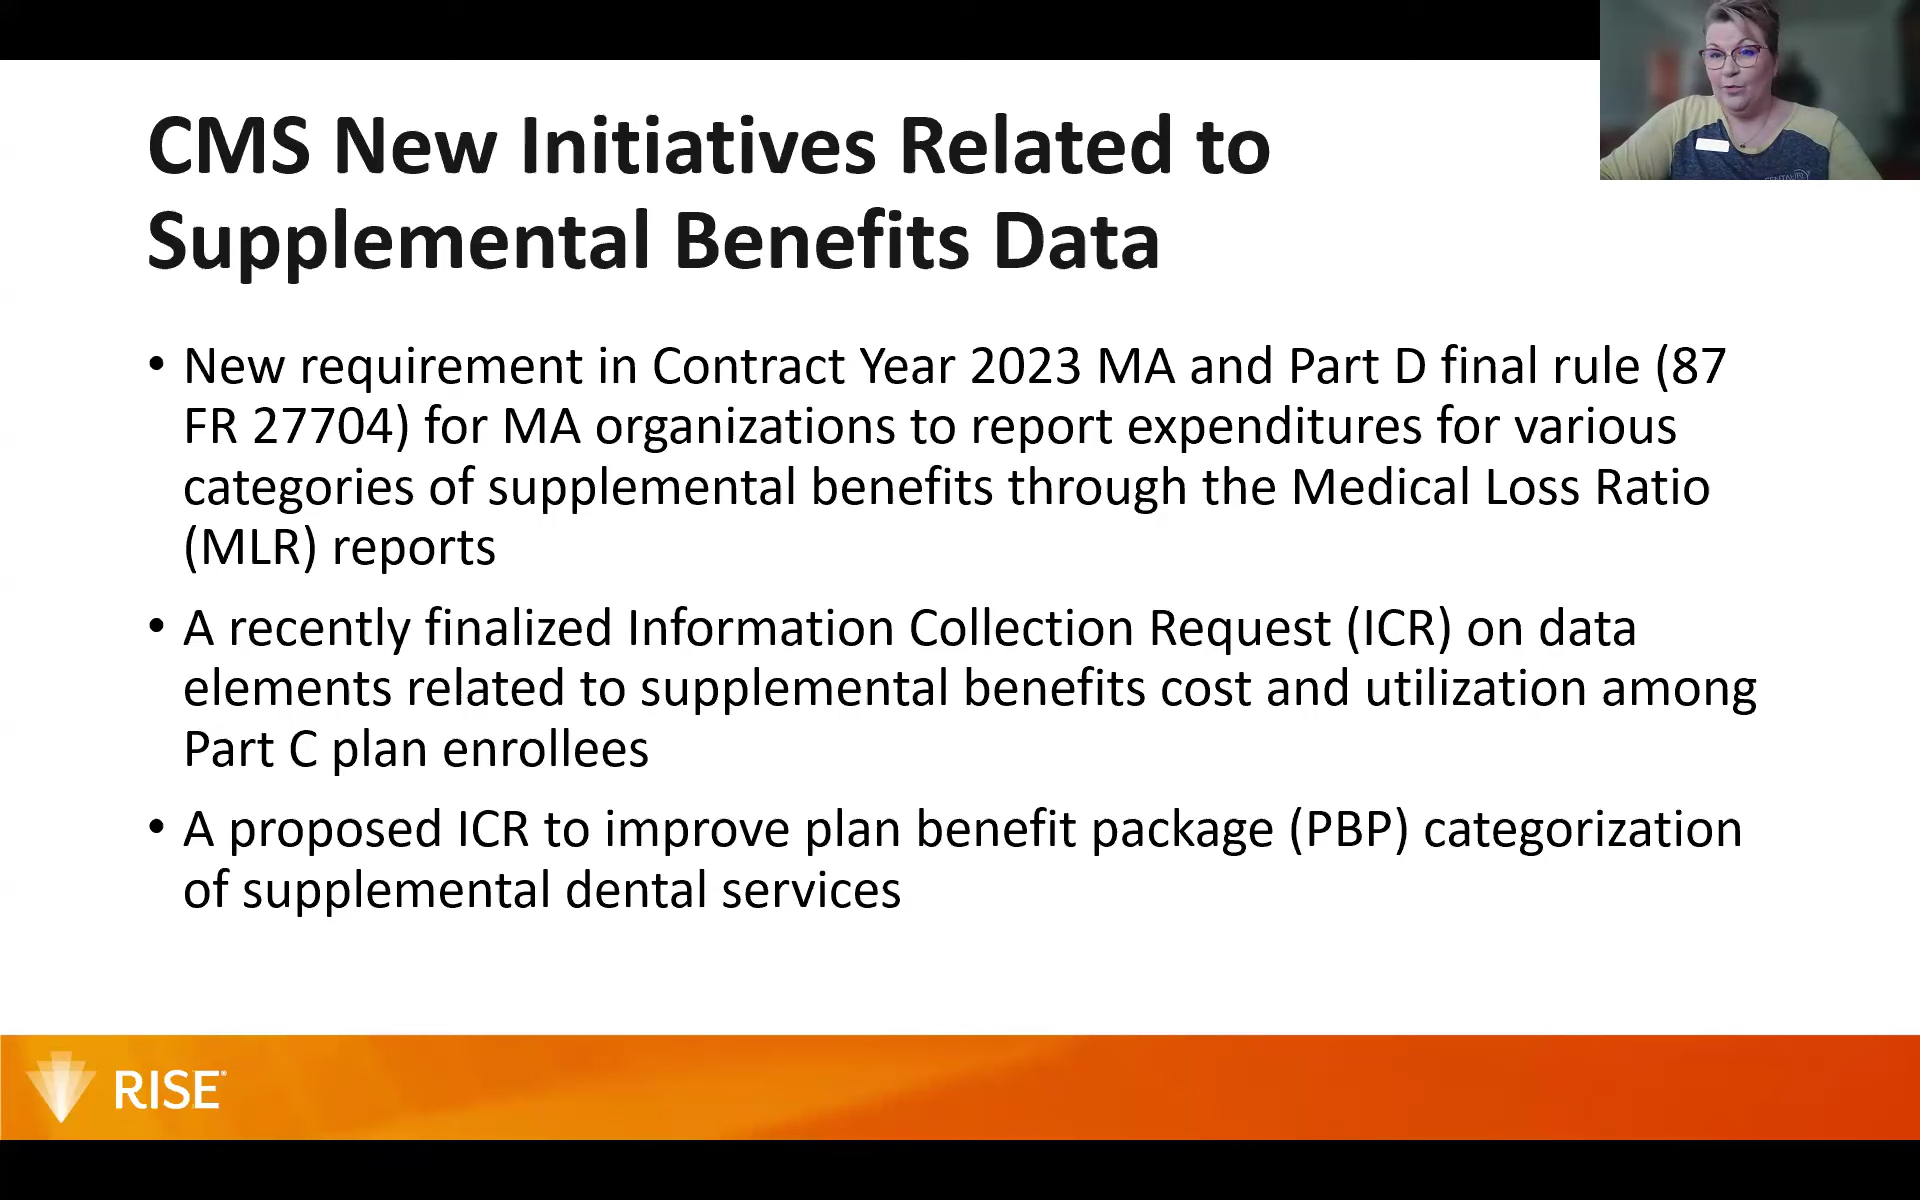 CMS New Initiatives Related to
Supplemental Benefits Data
• New requirement in Contract Year 2023 MA and Part D final rule (87
FR 27704) for MA organizations to report expenditures for various
categories of supplemental benefits through the Medical Loss Ratio
(MLR) reports
• A recently finalized Information Collection Request (ICR) on data
elements related to supplemental benefits cost and utilization among
Part C plan enrollees
• A proposed ICR to improve plan benefit package (PBP) categorization
of supplemental dental services
RISE